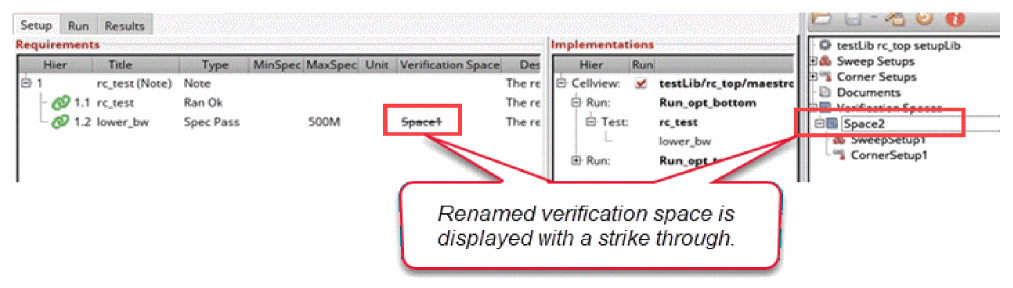 Setup Run Results
Requirements
Hier Title Type MinSpec MaxSpec Unit Verification Space Des
1 rc_test (Note) Note The re
1.1 rc_test Ran Ok The re
1.2 lower_bw Spec Pass 500M Space1 The re
Implementations
Hier Run
Cellview: testLib/rc_top/maestro
Run: Run_opt_bottom
Test: rc_test
lower_bw
Run:
testLib rc_top setupLib
Sweep Setups
Corner Setups
Documents
Verification Spaces
Space2
SweepSetup1
CornerSetup1
Renamed verification space is
displayed with a strike through.